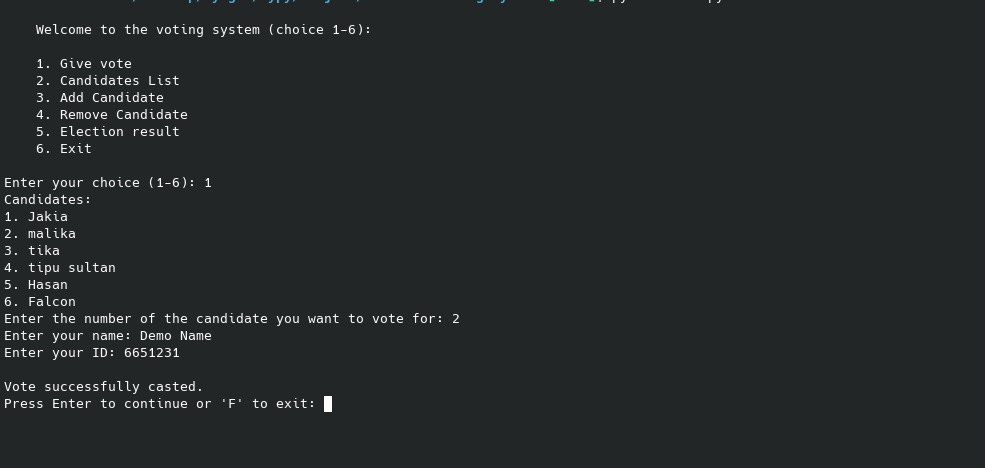 Welcome to the voting system (choice 1-6):
1. Give vote
2. Candidates List
3. Add Candidate
4. Remove Candidate
5. Election result
6. Exit
Enter your choice (1-6): 1
Candidates:
1. Jakia
2. malika
3. tika
4. tipu sultan
5. Hasan
6. Falcon
Enter the number of the candidate you want to vote for: 2
Enter your name: Demo Name
Enter your ID: 6651231
Vote successfully casted.
Press Enter to continue or 'F' to exit: